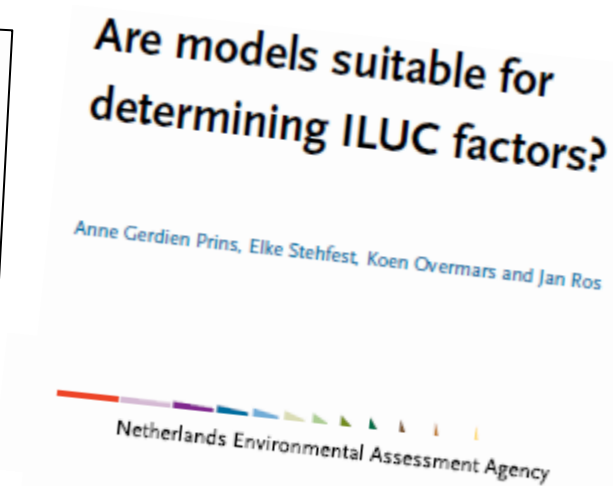 Are models suitable for
determining ILUC factors?
Anne Gerdien Prins, Elke Stehfest, Koen Overmars and Jan Ros
Netherlands Environmental Assessment Agency